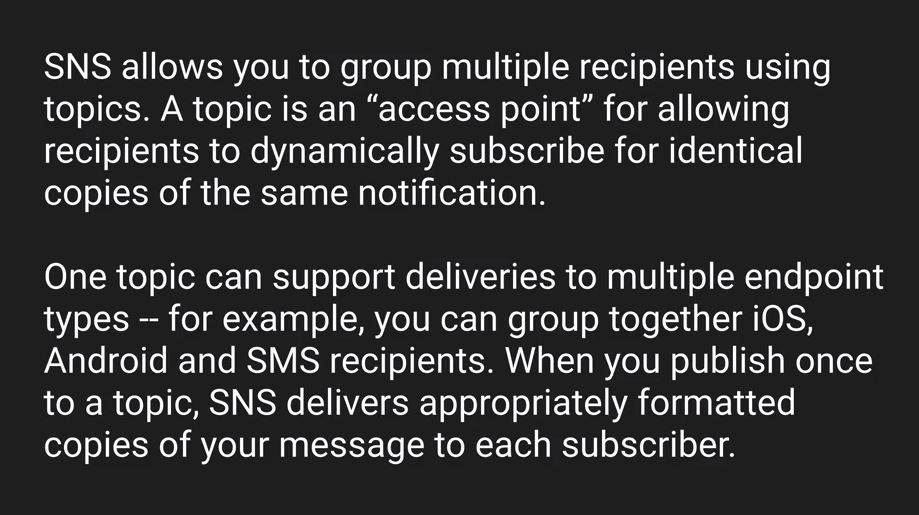 SNS allows you to group multiple recipients using
topics. A topic is an “access point” for allowing
recipients to dynamically subscribe for identical
copies of the same notification.
One topic can support deliveries to multiple endpoint
types -- for example, you can group together iOS,
Android and SMS recipients. When you publish once
to a topic, SNS delivers appropriately formatted
copies of your message to each subscriber.